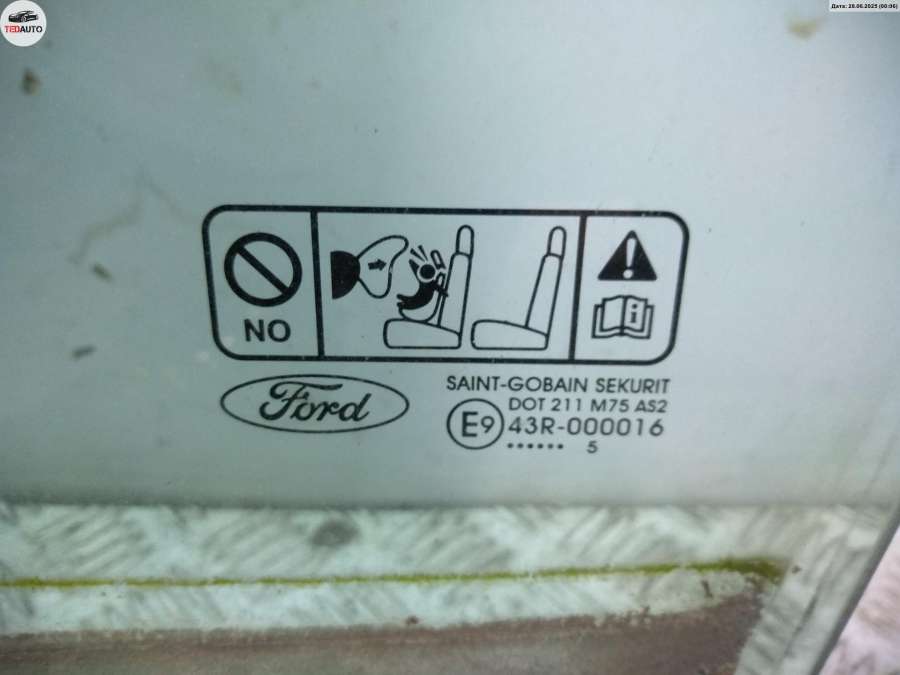 TEDAUTO
Дата: 28.06.2025 (00:06)
NO
Ford
SAINT-GOBAIN SEKURIT
DOT 211 M75 AS2
E9 43R-000016
•••••• 5